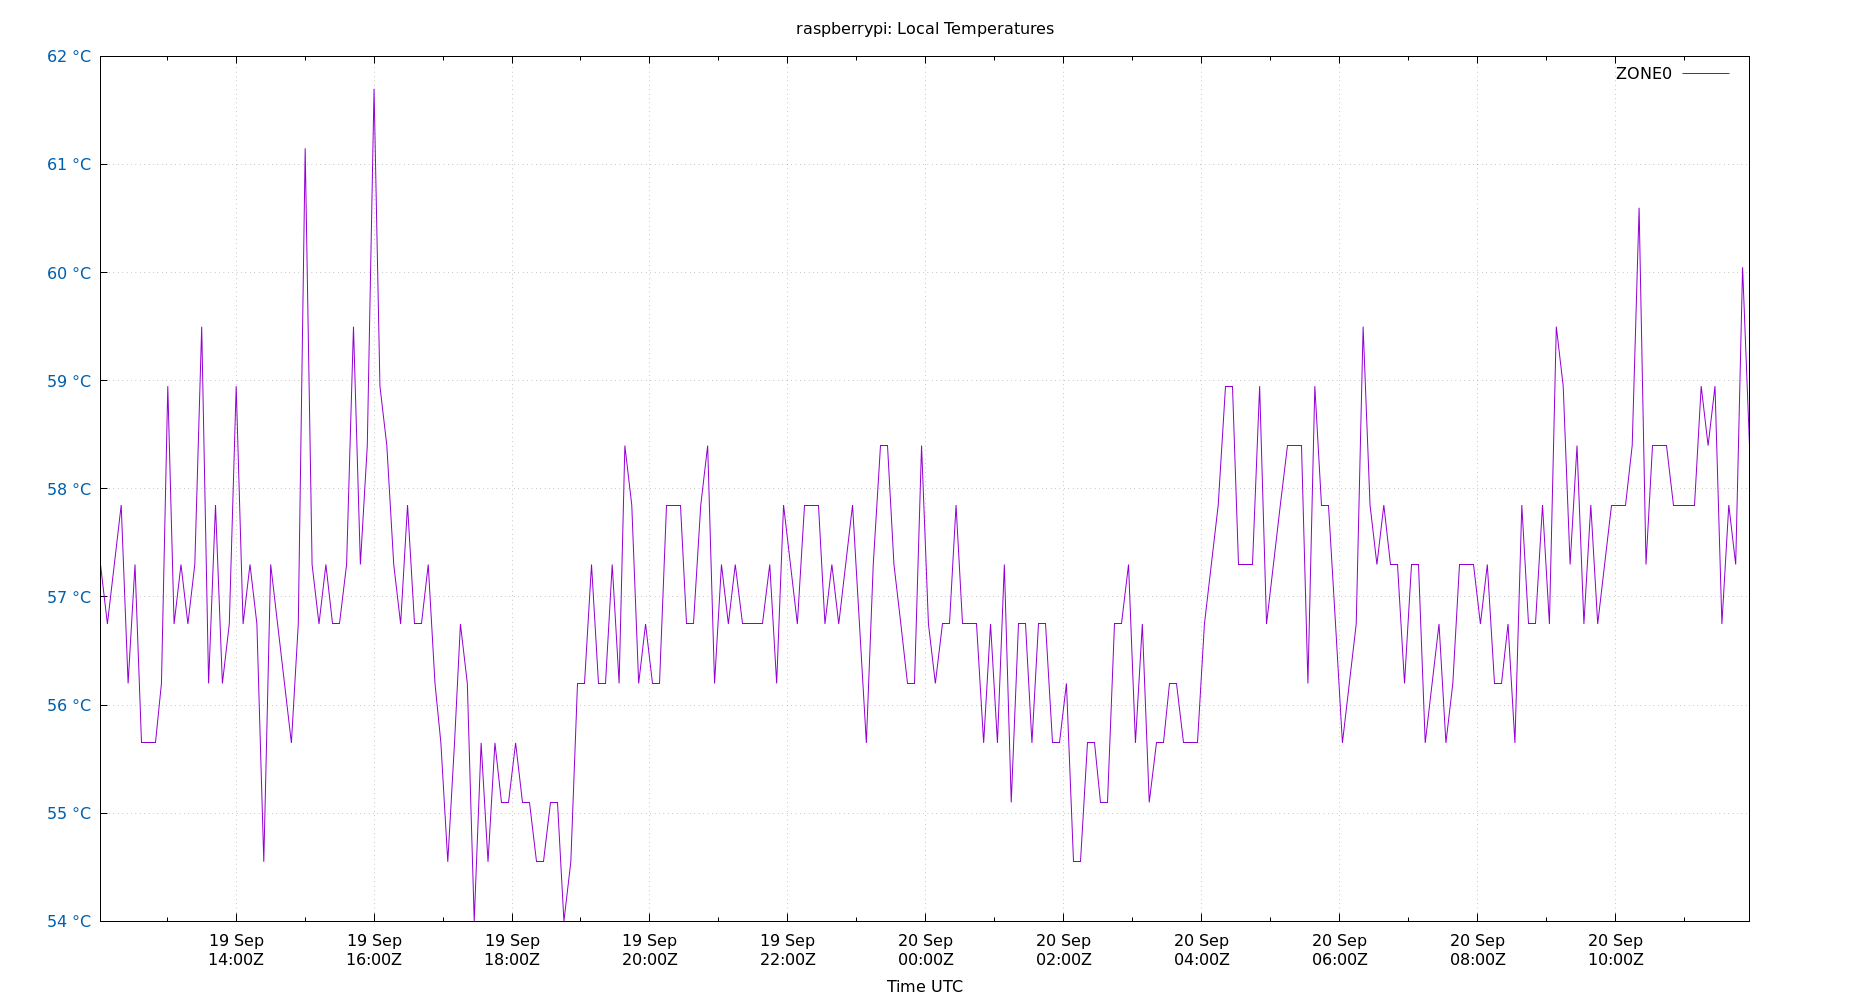 raspberrypi: Local Temperatures
62 °C
ZONE0
61 °C
60 °C
59 °C
58 °C
57 °C
56 °C
55 °C
54 °C
19 Sep 19 Sep 19 Sep 19 Sep 19 Sep 20 Sep 20 Sep 20 Sep 20 Sep 20 Sep 20 Sep
14:00Z 16:00Z 18:00Z 20:00Z 22:00Z 00:00Z 02:00Z 04:00Z 06:00Z 08:00Z 10:00Z
Time UTC